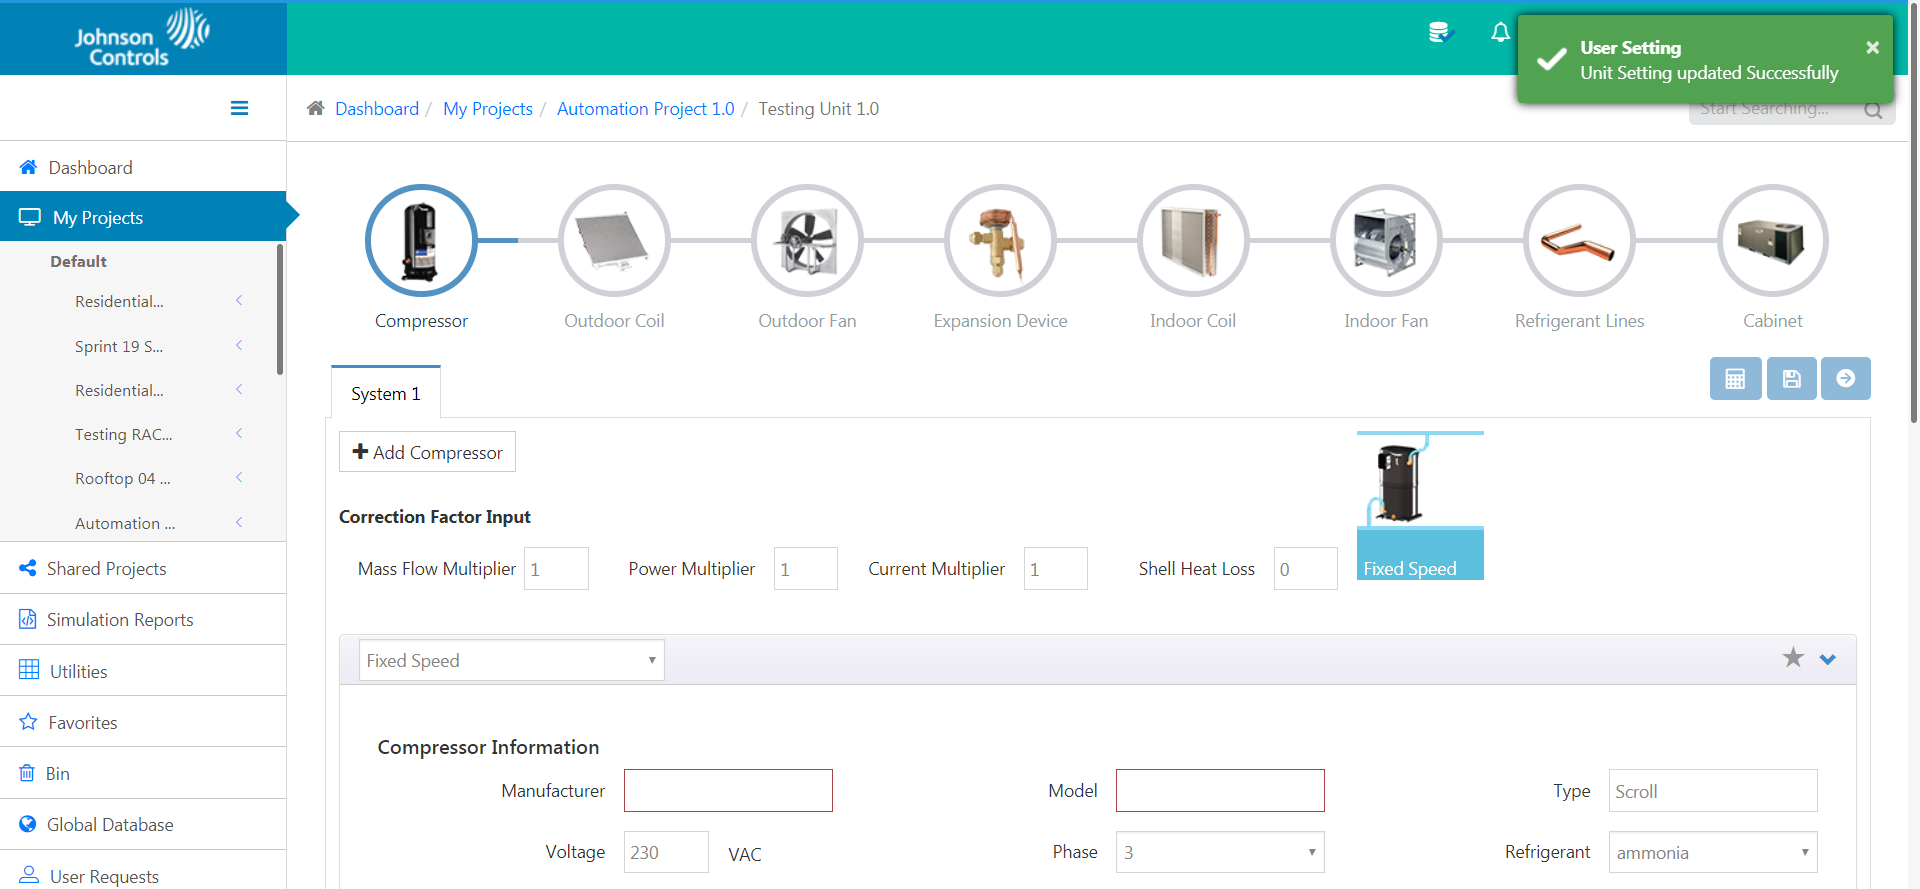 Johnson
Controls
User Setting
Unit Setting updated Successfully
Dashboard / My Projects / Automation Project 1.0 / Testing Unit 1.0
Start Searching...
Dashboard
My Projects
Default
Residential...
Sprint 19 S...
Residential...
Testing RAC...
Rooftop 04 ...
Automation ...
Shared Projects
Simulation Reports
Utilities
Favorites
Bin
Global Database
User Requests
Compressor
Outdoor Coil
Outdoor Fan
Expansion Device
Indoor Coil
Indoor Fan
Refrigerant Lines
Cabinet
System 1
Add Compressor
Correction Factor Input
Mass Flow Multiplier 1 Power Multiplier 1 Current Multiplier 1 Shell Heat Loss 0
Fixed Speed
Fixed Speed
Compressor Information
Manufacturer Model Type Scroll
Voltage 230 VAC Phase 3 Refrigerant ammonia